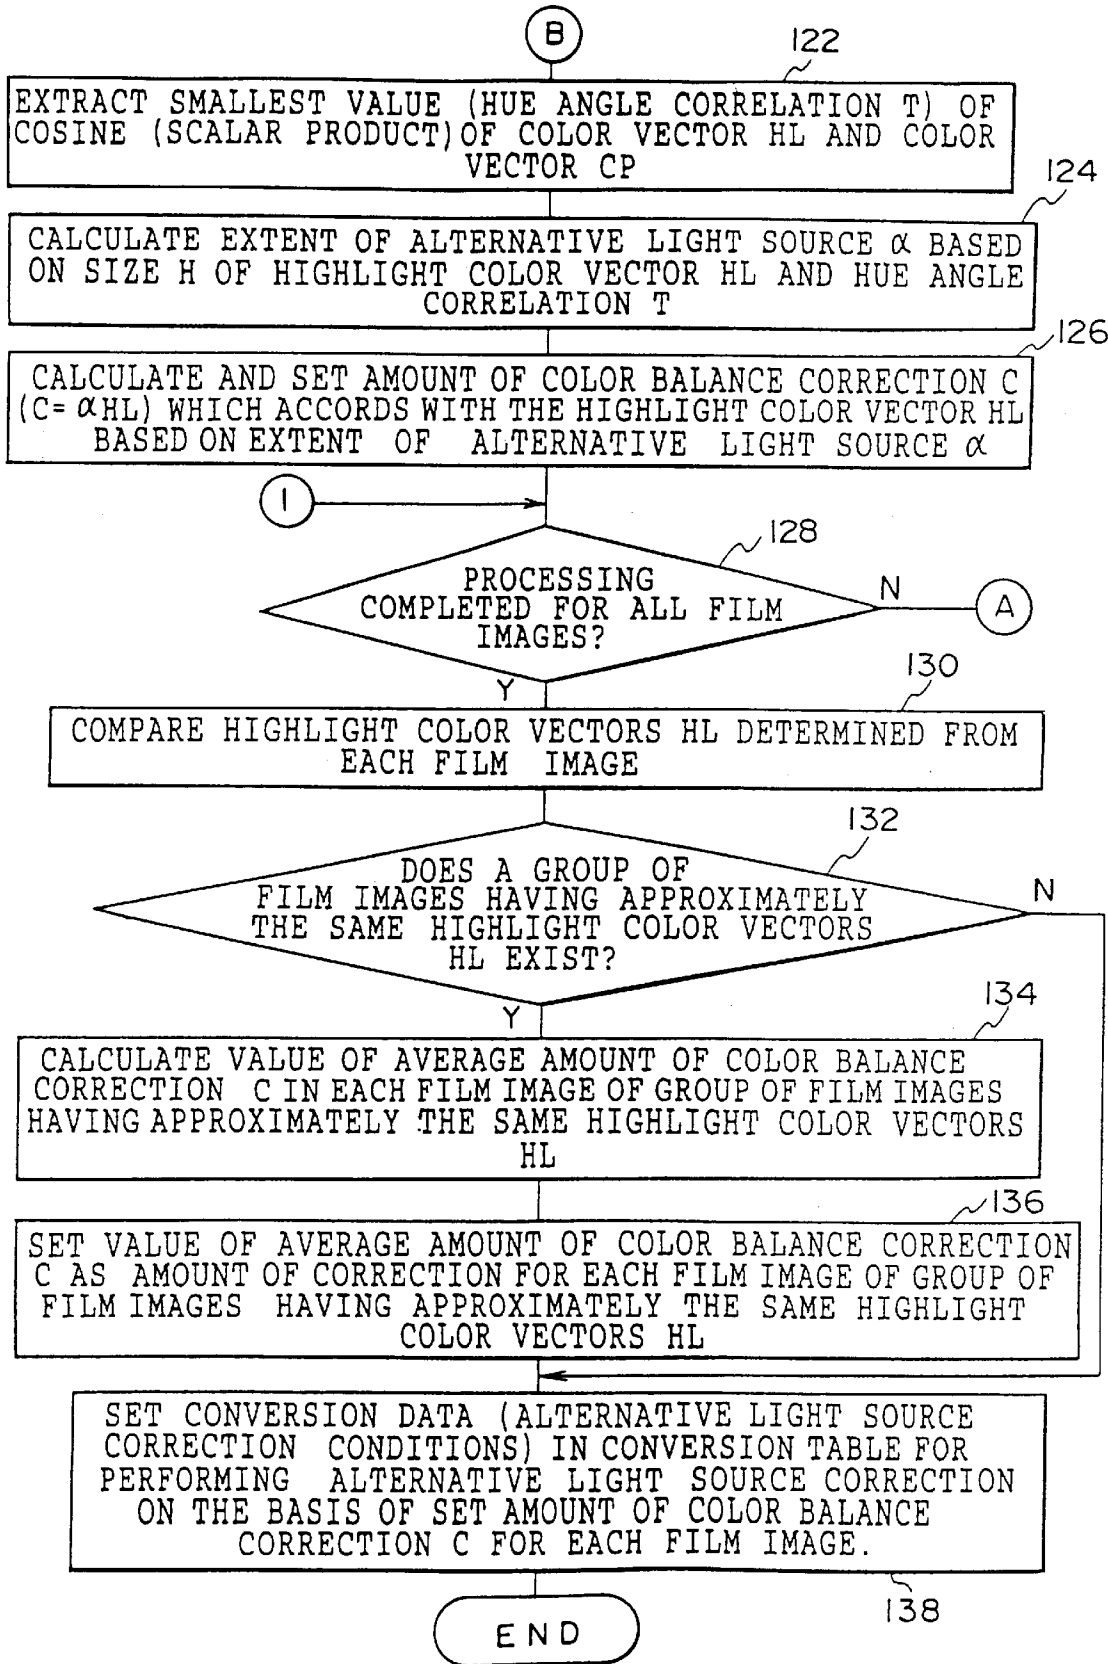 B
122
EXTRACT SMALLEST VALUE (HUE ANGLE CORRELATION T) OF
COSINE (SCALAR PRODUCT) OF COLOR VECTOR HL AND COLOR
VECTOR CP
124
CALCULATE EXTENT OF ALTERNATIVE LIGHT SOURCE α BASED
ON SIZE H OF HIGHLIGHT COLOR VECTOR HL AND HUE ANGLE
CORRELATION T
126
CALCULATE AND SET AMOUNT OF COLOR BALANCE CORRECTION C
(C= αHL) WHICH ACCORDS WITH THE HIGHLIGHT COLOR VECTOR HL
BASED ON EXTENT OF ALTERNATIVE LIGHT SOURCE α
I
128
PROCESSING
COMPLETED FOR ALL FILM
IMAGES?
N
A
Y
130
COMPARE HIGHLIGHT COLOR VECTORS HL DETERMINED FROM
EACH FILM IMAGE
132
DOES A GROUP OF
FILM IMAGES HAVING APPROXIMATELY
THE SAME HIGHLIGHT COLOR VECTORS
HL EXIST?
N
Y
134
CALCULATE VALUE OF AVERAGE AMOUNT OF COLOR BALANCE
CORRECTION C IN EACH FILM IMAGE OF GROUP OF FILM IMAGES
HAVING APPROXIMATELY THE SAME HIGHLIGHT COLOR VECTORS
HL
136
SET VALUE OF AVERAGE AMOUNT OF COLOR BALANCE CORRECTION
C AS AMOUNT OF CORRECTION FOR EACH FILM IMAGE OF GROUP OF
FILM IMAGES HAVING APPROXIMATELY THE SAME HIGHLIGHT
COLOR VECTORS HL
SET CONVERSION DATA (ALTERNATIVE LIGHT SOURCE
CORRECTION CONDITIONS) IN CONVERSION TABLE FOR
PERFORMING ALTERNATIVE LIGHT SOURCE CORRECTION
ON THE BASIS OF SET AMOUNT OF COLOR BALANCE
CORRECTION C FOR EACH FILM IMAGE.
138
END